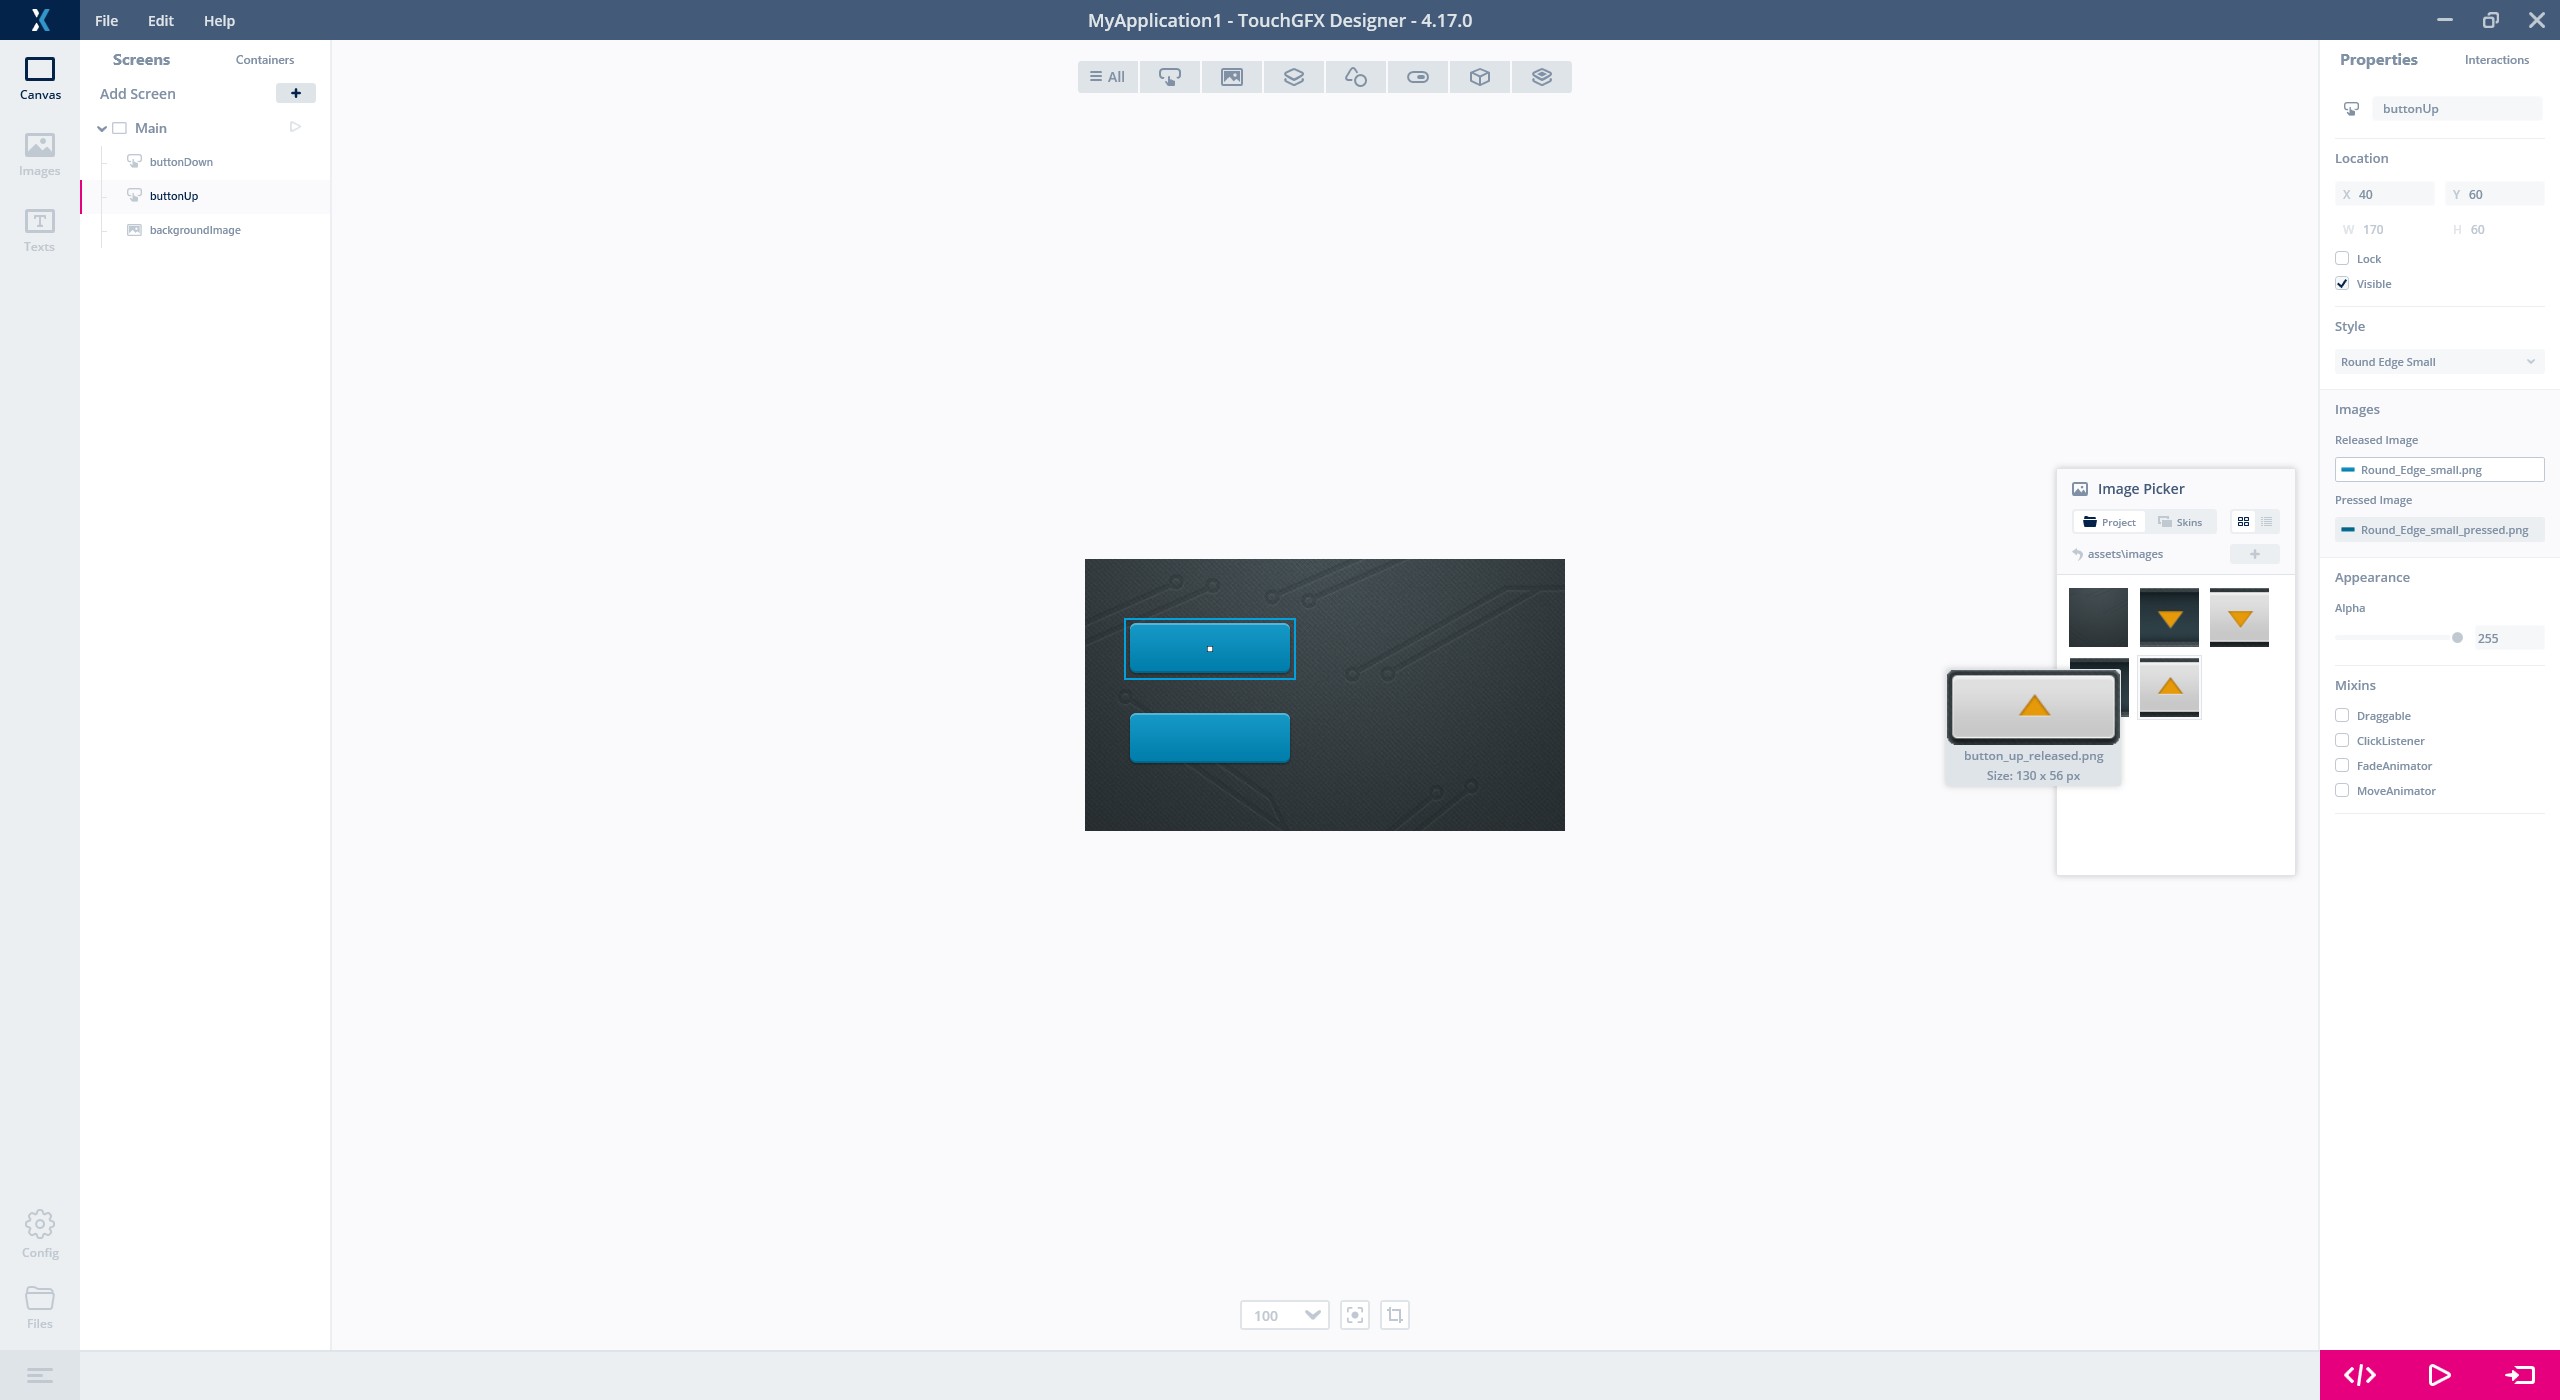 File Edit Help
MyApplication1 - TouchGFX Designer - 4.17.0
Canvas
Images
Texts
Config
Files
Screens Containers
Add Screen
Main
buttonDown
buttonUp
backgroundImage
All
100
Image Picker
Project Skins
assets\images
button_up_released.png
Size: 130 x 56 px
Properties Interactions
buttonUp
Location
X 40 Y 60
W 170 H 60
Lock
Visible
Style
Round Edge Small
Images
Released Image
Round_Edge_small.png
Pressed Image
Round_Edge_small_pressed.png
Appearance
Alpha
255
Mixins
Draggable
ClickListener
FadeAnimator
MoveAnimator